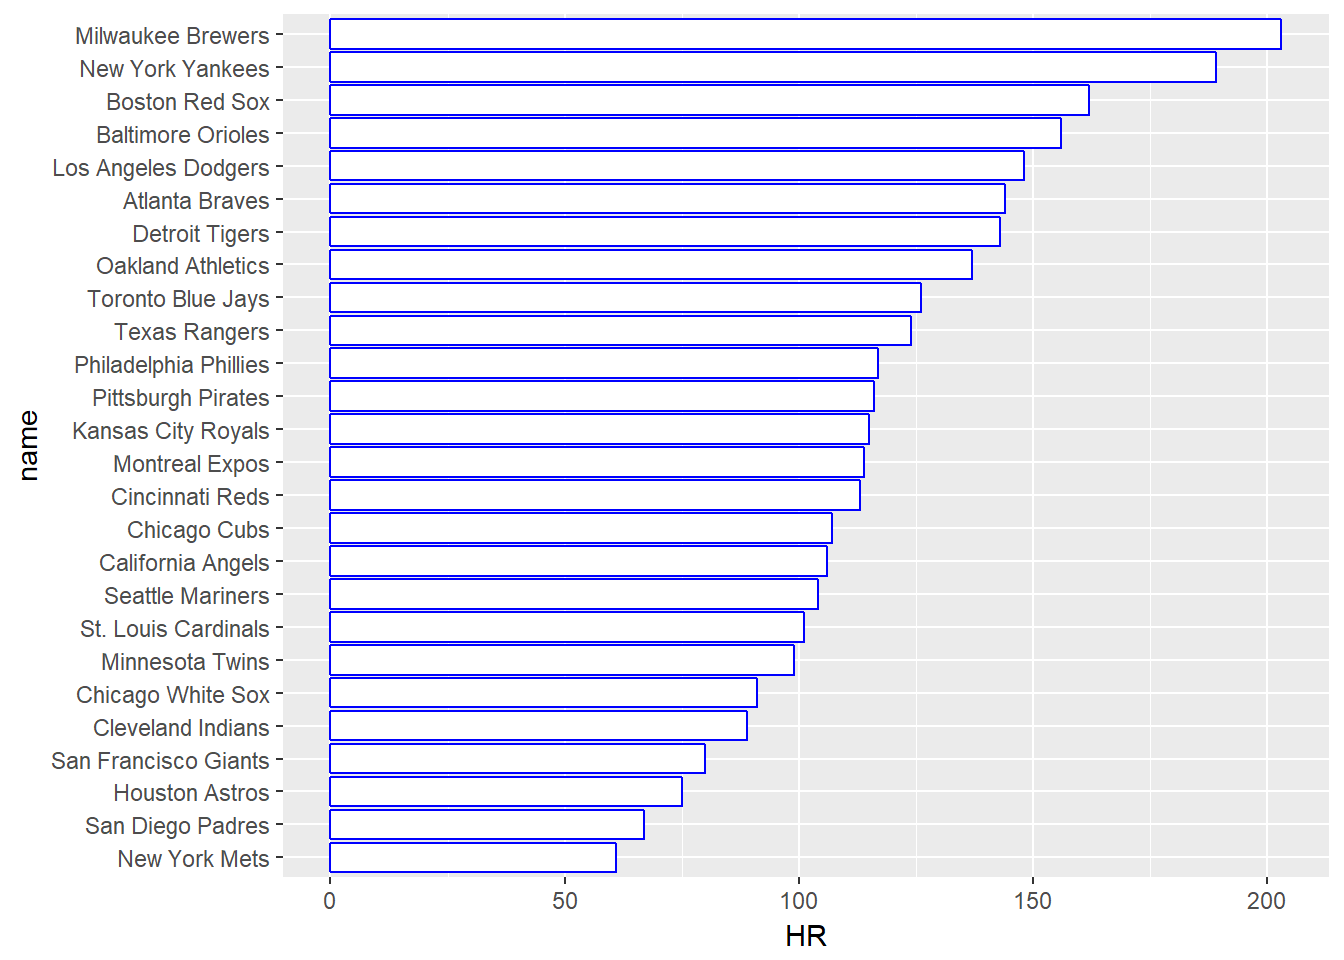 Milwaukee Brewers
New York Yankees
Boston Red Sox
Baltimore Orioles
Los Angeles Dodgers
Atlanta Braves
Detroit Tigers
Oakland Athletics
Toronto Blue Jays
Texas Rangers
Philadelphia Phillies
Pittsburgh Pirates
Kansas City Royals
Montreal Expos
Cincinnati Reds
Chicago Cubs
California Angels
Seattle Mariners
St. Louis Cardinals
Minnesota Twins
Chicago White Sox
Cleveland Indians
San Francisco Giants
Houston Astros
San Diego Padres
New York Mets
name
0 50 100 150 200
HR